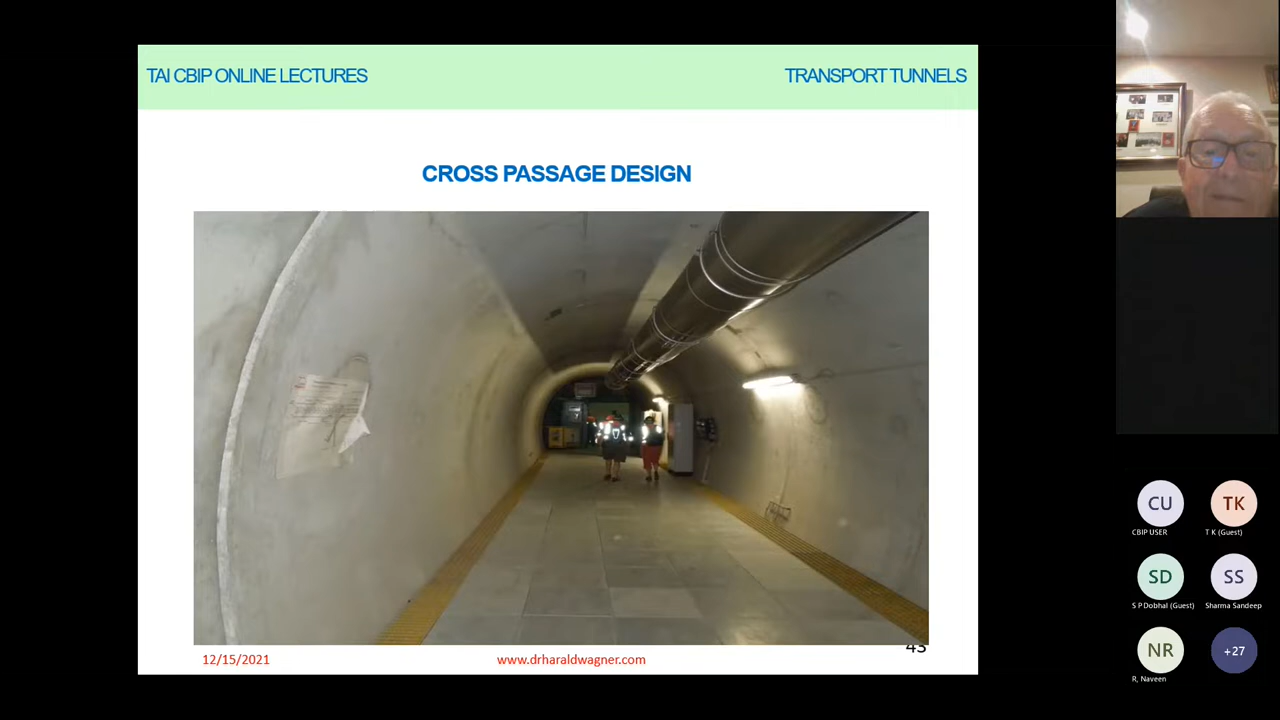 TAI CBIP ONLINE LECTURES
TRANSPORT TUNNELS
CROSS PASSAGE DESIGN
12/15/2021
www.drharaldwagner.com
43
CU
TK
CBIP USER
T K (Guest)
SD
SS
S P Dobhal (Guest)
Sharma Sandeep
NR
+27
R, Naveen